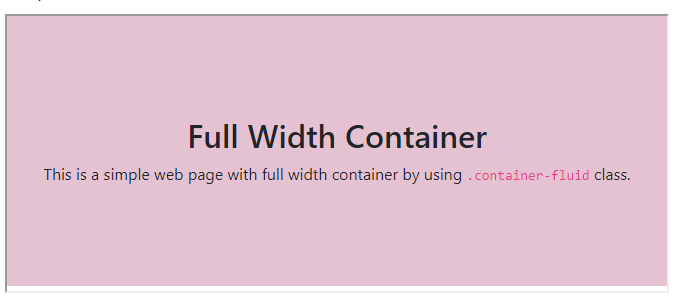 Full Width Container
This is a simple web page with full width container by using .container-fluid class.